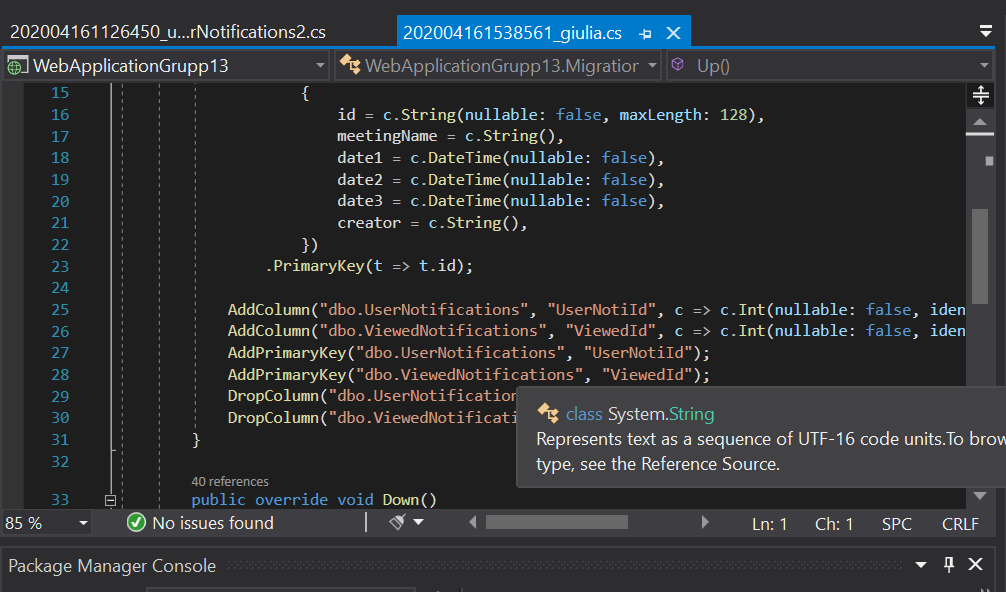 202004161126450_u...rNotifications2.cs 202004161538561_giulia.cs
WebApplicationGrupp13 WebApplicationGrupp13.Migration Up()
15 {
16 id = c.String(nullable: false, maxLength: 128),
17 meetingName = c.String(),
18 date1 = c.DateTime(nullable: false),
19 date2 = c.DateTime(nullable: false),
20 date3 = c.DateTime(nullable: false),
21 creator = c.String(),
22 })
23 .PrimaryKey(t => t.id);
24
25 AddColumn("dbo.UserNotifications", "UserNotiId", c => c.Int(nullable: false, iden
26 AddColumn("dbo.ViewedNotifications", "ViewedId", c => c.Int(nullable: false, iden
27 AddPrimaryKey("dbo.UserNotifications", "UserNotiId");
28 AddPrimaryKey("dbo.ViewedNotifications", "ViewedId");
29 DropColumn("dbo.UserNotification
30 DropColumn("dbo.ViewedNotificati
class System.String
Represents text as a sequence of UTF-16 code units.To brow
type, see the Reference Source.
31 }
32
40 references
33 public override void Down()
85 % No issues found Ln: 1 Ch: 1 SPC CRLF
Package Manager Console